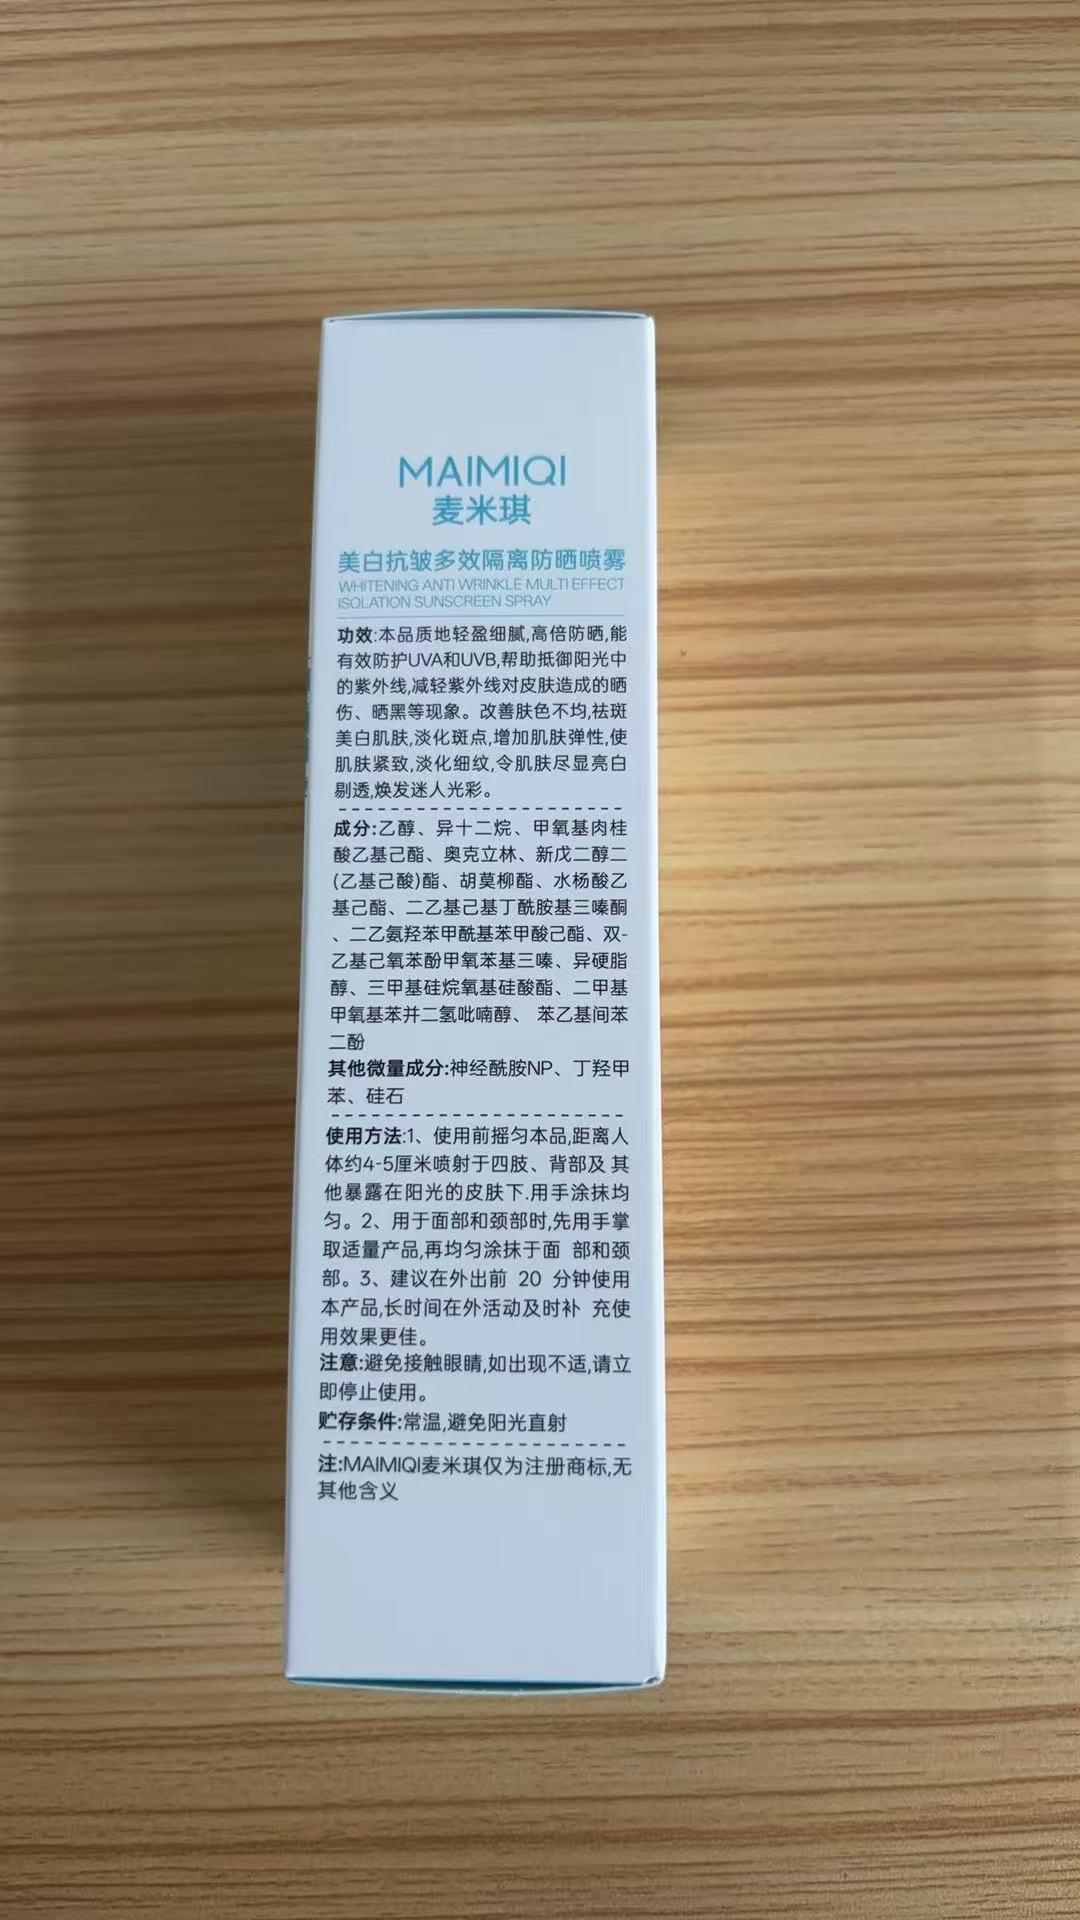 MAIMIQI
麦米琪
美白抗皱多效隔离防晒喷雾
WHITENING ANTI WRINKLE MULTI EFFECT
ISOLATION SUNSCREEN SPRAY
功效:本品质地轻盈细腻,高倍防晒,能
有效防护UVA和UVB,帮助抵御阳光中
的紫外线,减轻紫外线对皮肤造成的晒
伤、晒黑等现象。改善肤色不均,祛斑
美白肌肤,淡化斑点,增加肌肤弹性,使
肌肤紧致,淡化细纹,令肌肤尽显亮白
剔透,焕发迷人光彩。
成分:乙醇、异十二烷、甲氧基肉桂
酸乙基己酯、奥克立林、新戊二醇二
(乙基己酸)酯、胡莫柳酯、水杨酸乙
基己酯、二乙基己基丁酰胺基三嗪酮
、二乙氨羟苯甲酰基苯甲酸己酯、双-
乙基己氧苯酚甲氧苯基三嗪、异硬脂
醇、三甲基硅烷氧基硅酸酯、二甲基
甲氧基苯并二氢吡喃醇、 苯乙基间苯
二酚
其他微量成分:神经酰胺NP、丁羟甲
苯、硅石
使用方法:1、使用前摇匀本品,距离人
体约4-5厘米喷射于四肢、背部及 其
他暴露在阳光的皮肤下.用手涂抹均
匀。2、用于面部和颈部时,先用手掌
取适量产品,再均匀涂抹于面 部和颈
部。3、建议在外出前 20 分钟使用
本产品,长时间在外活动及时补 充使
用效果更佳。
注意:避免接触眼睛,如出现不适,请立
即停止使用。
贮存条件:常温,避免阳光直射
注:MAIMIQI麦米琪仅为注册商标,无
其他含义